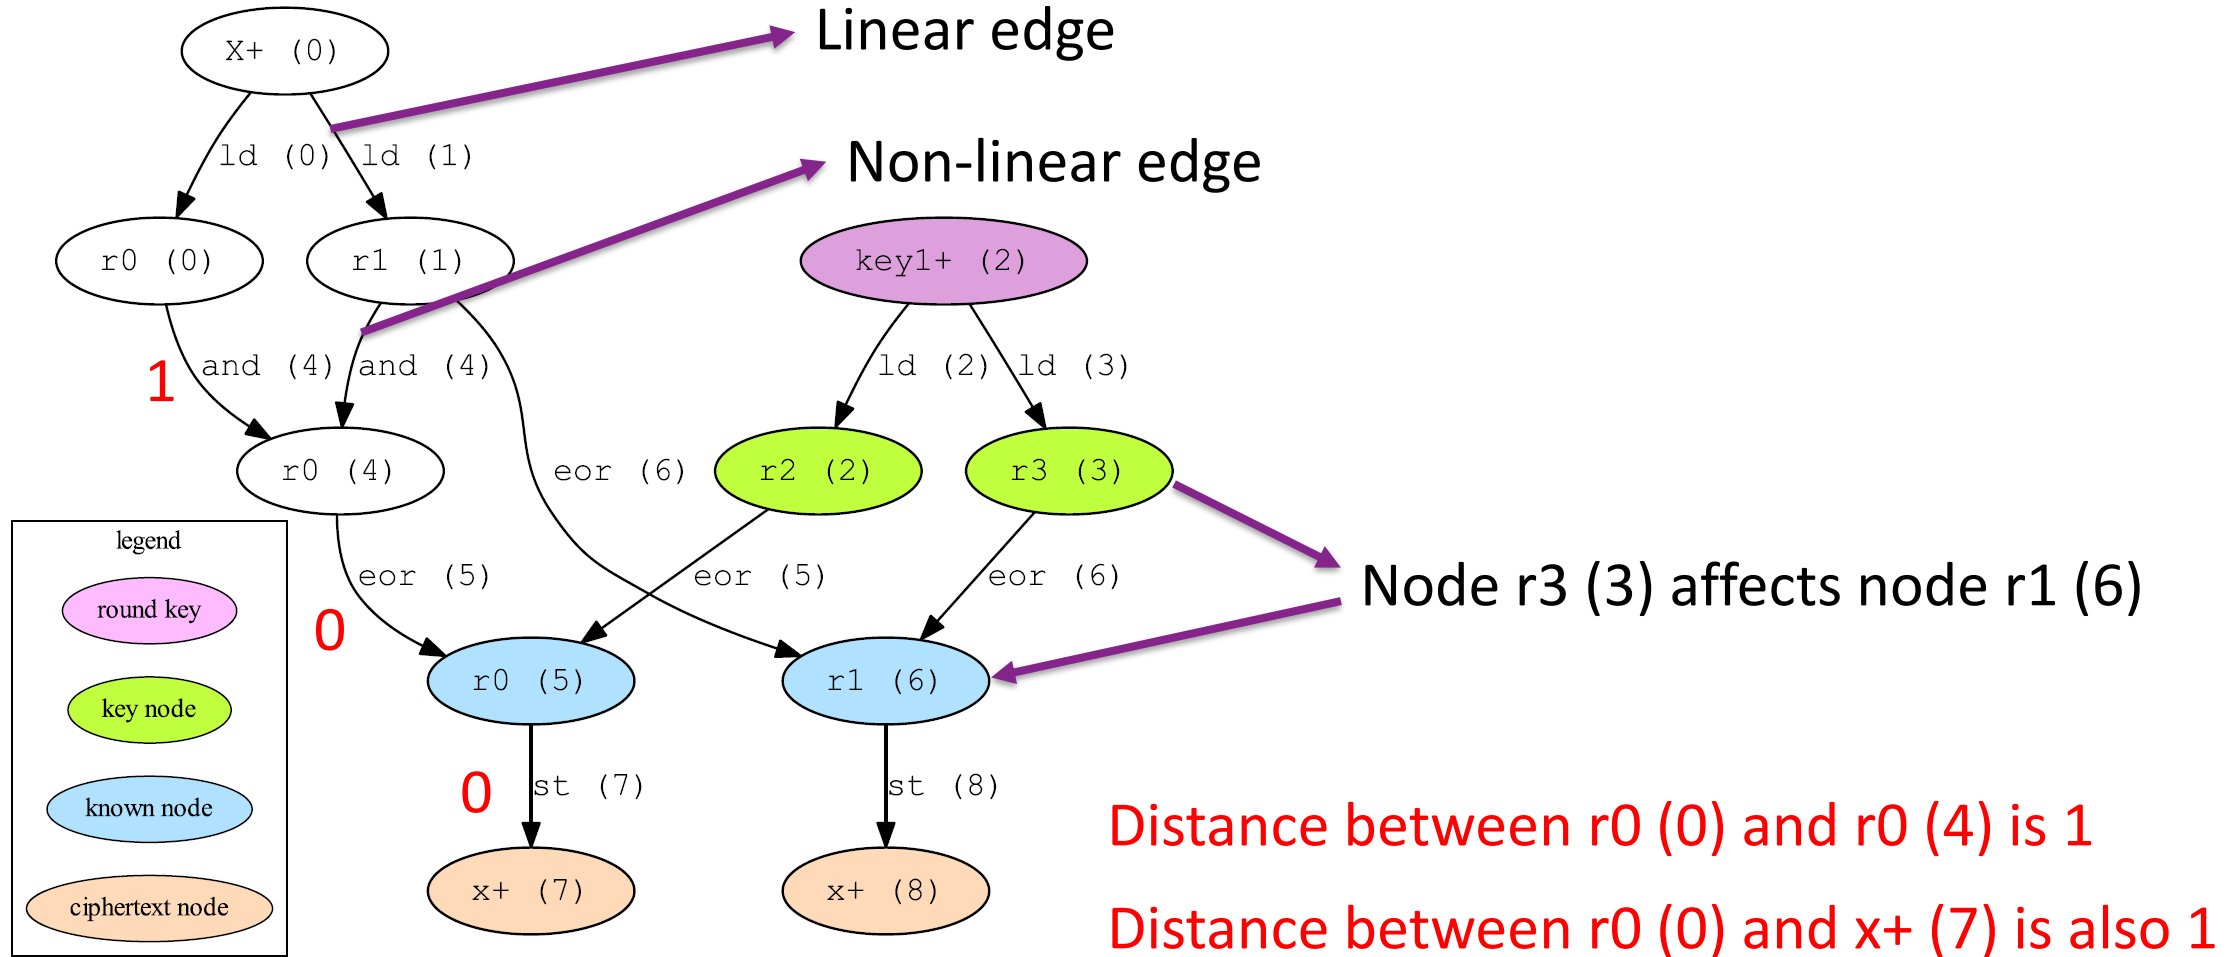 Linear edge
X+ (0)
ld (0)
ld (1)
Non-linear edge
r0 (0)
r1 (1)
key1+ (2)
1
and (4)
and (4)
ld (2)
ld (3)
r0 (4)
eor (6)
r2 (2)
r3 (3)
legend
round key
key node
known node
ciphertext node
eor (5)
eor (5)
eor (6)
Node r3 (3) affects node r1 (6)
0
r0 (5)
r1 (6)
0
st (7)
st (8)
x+ (7)
x+ (8)
Distance between r0 (0) and r0 (4) is 1
Distance between r0 (0) and x+ (7) is also 1